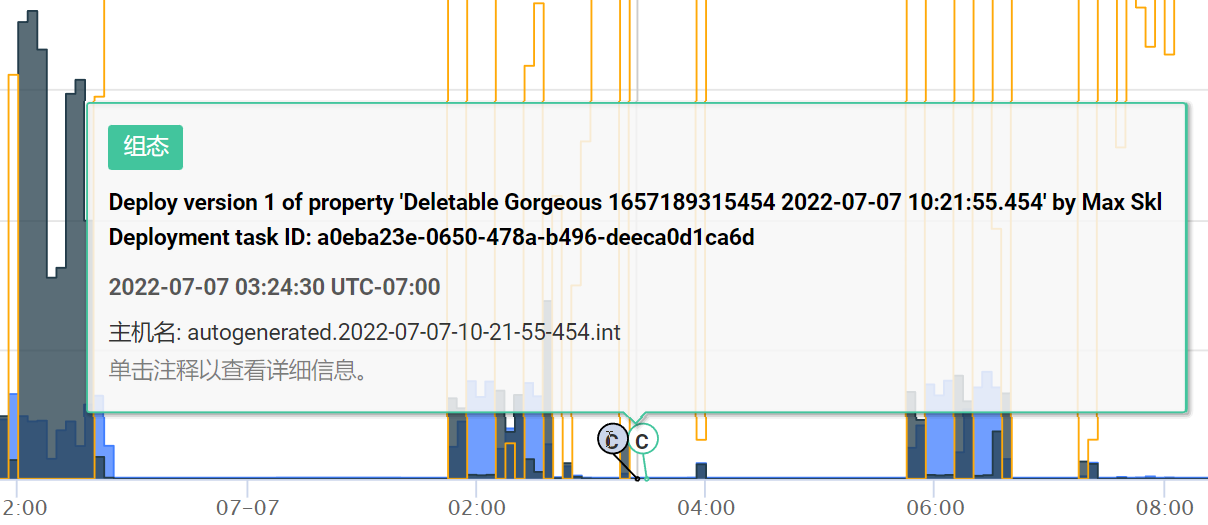 组态
Deploy version 1 of property 'Deletable Gorgeous 1657189315454 2022-07-07 10:21:55.454' by Max Skl
Deployment task ID: a0eba23e-0650-478a-b496-deeca0d1ca6d
2022-07-07 03:24:30 UTC-07:00
主机名: autogenerated.2022-07-07-10-21-55-454.int
单击注释以查看详细信息。
C C
2:00 07-07 02:00 04:00 06:00 08:00